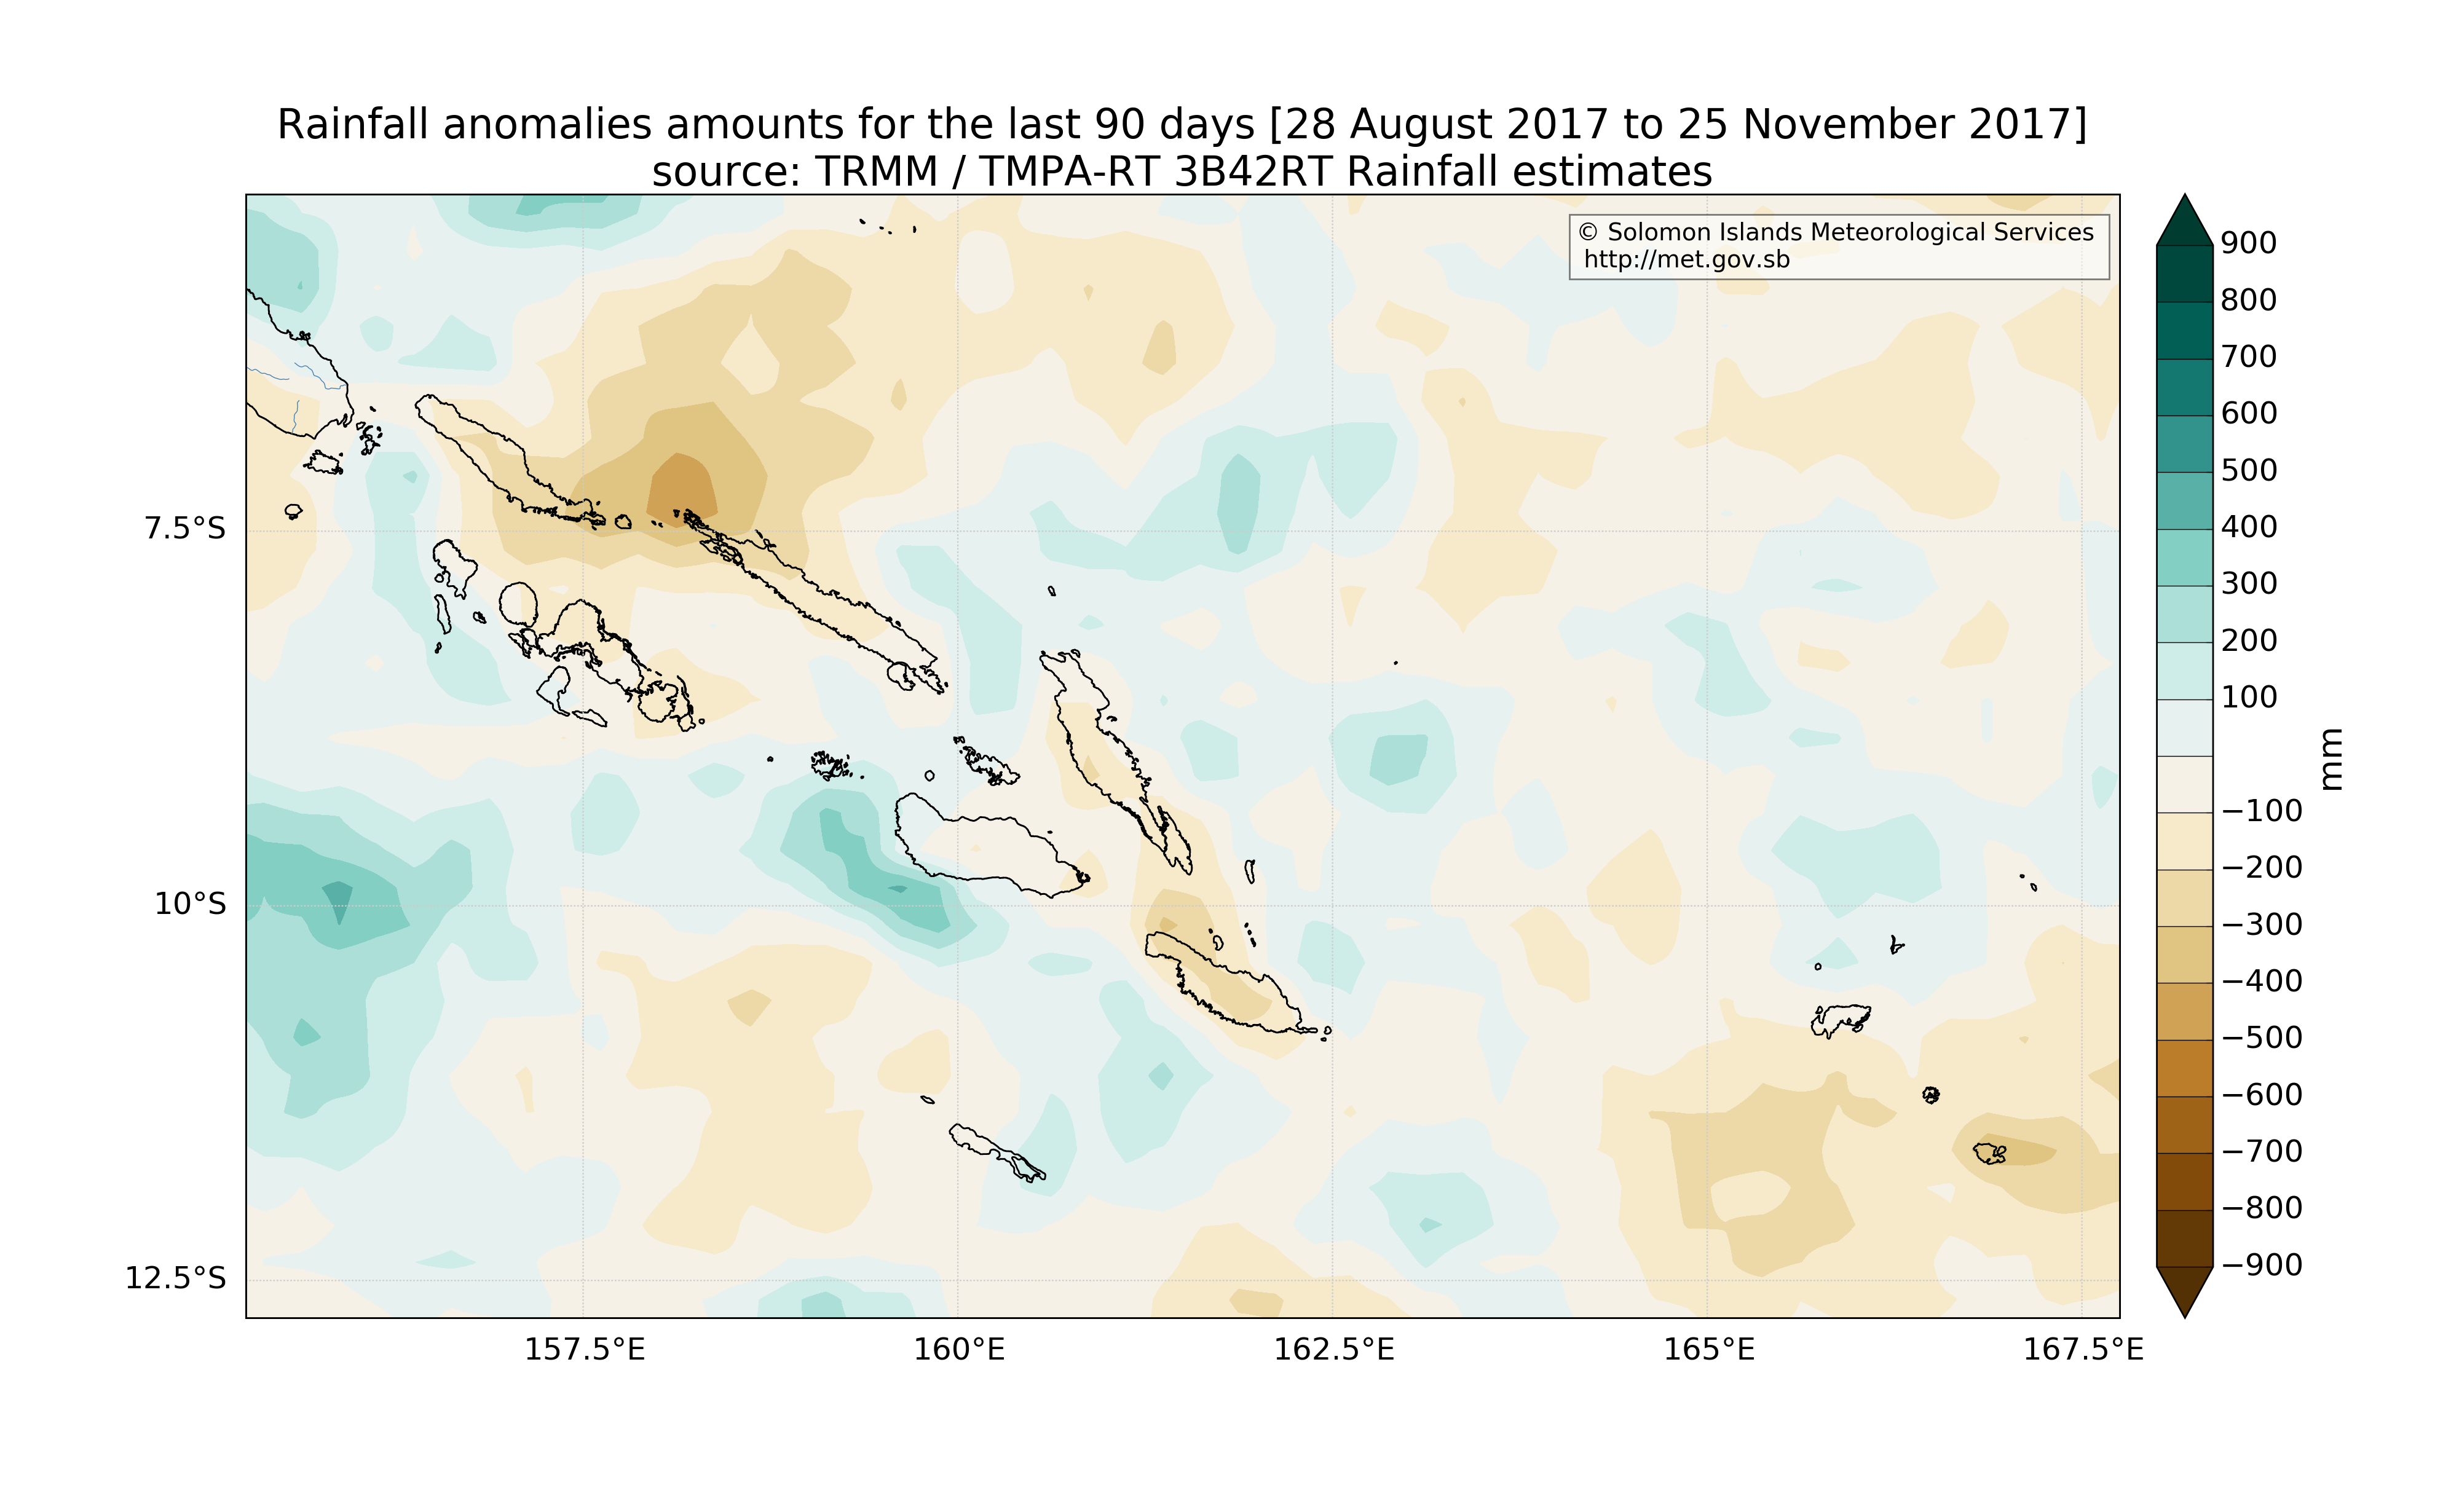 Rainfall anomalies amounts for the last 90 days [28 August 2017 to 25 November 2017]
source: TRMM / TMPA-RT 3B42RT Rainfall estimates
© Solomon Islands Meteorological Services
http://met.gov.sb
7.5°S
10°S
12.5°S
157.5°E
160°E
162.5°E
165°E
167.5°E
900
800
700
600
500
400
300
200
100
−100
−200
−300
−400
−500
−600
−700
−800
−900
mm